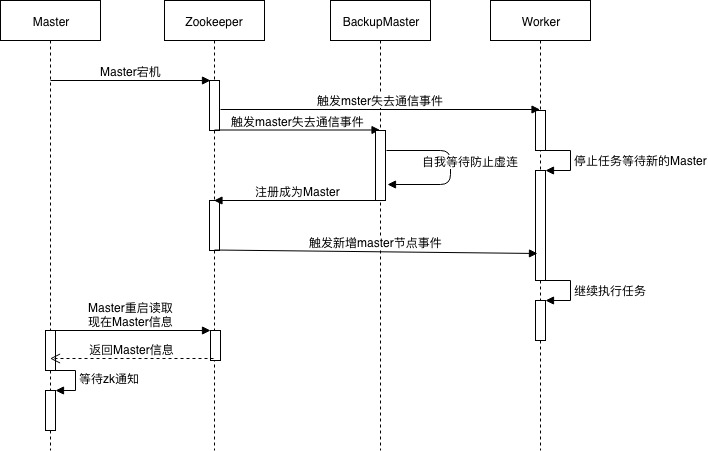 Master
Zookeeper
BackupMaster
Worker
Master宕机
触发mster失去通信事件
触发master失去通信事件
自我等待防止虚连
停止任务等待新的Master
注册成为Master
触发新增master节点事件
继续执行任务
Master重启读取
现在Master信息
返回Master信息
等待zk通知